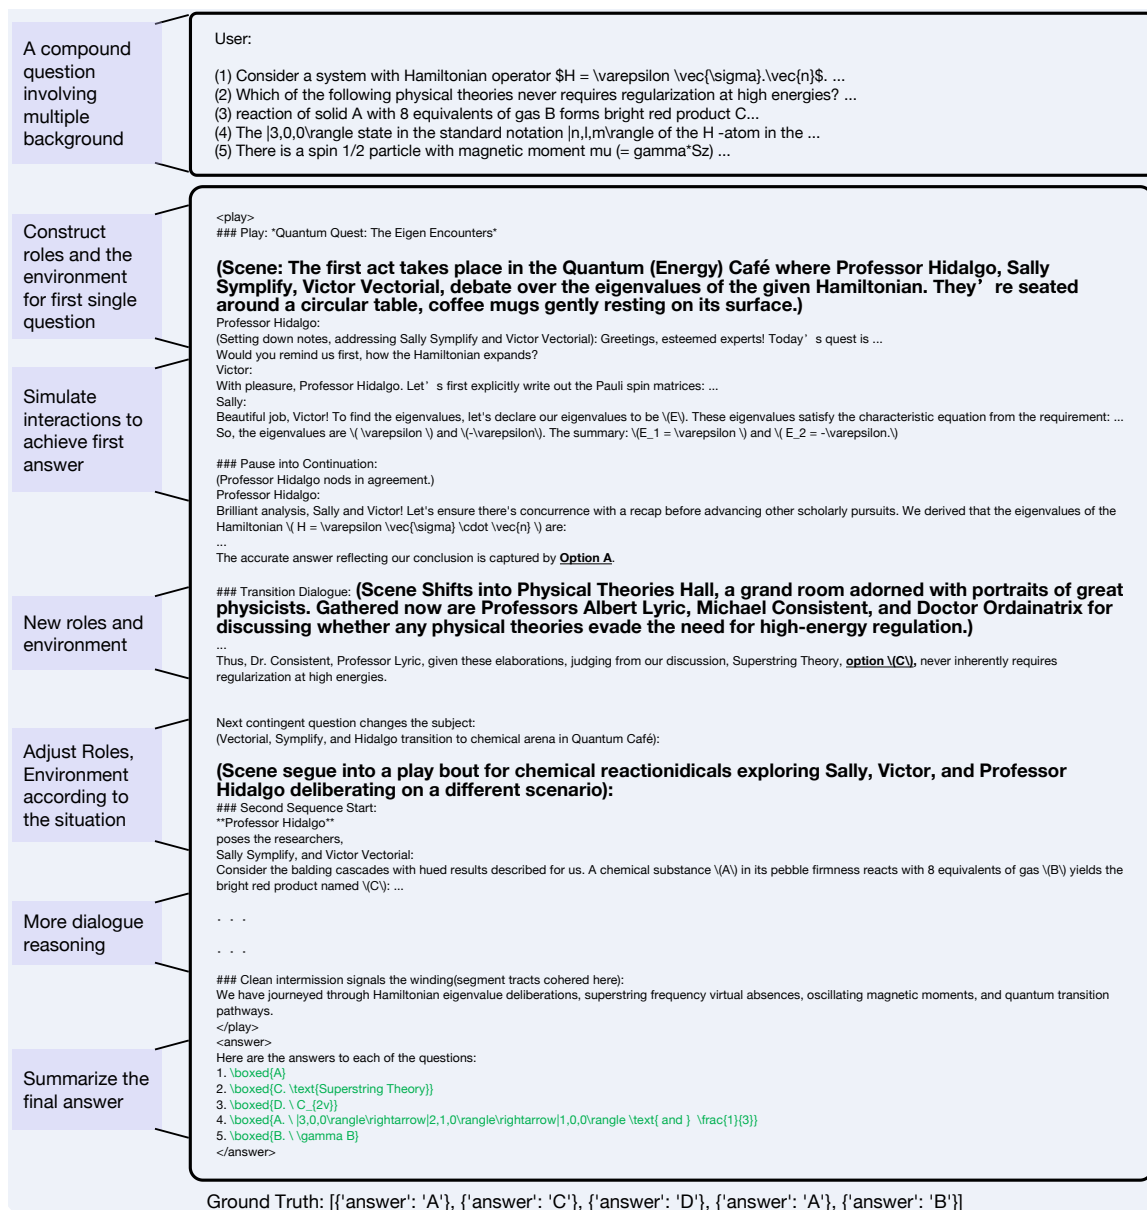 A compound
question
involving
multiple
background
User:
(1) Consider a system with Hamiltonian operator $H = \varepsilon \vec{\sigma}.\vec{n}$. ...
(2) Which of the following physical theories never requires regularization at high energies? ...
(3) reaction of solid A with 8 equivalents of gas B forms bright red product C...
(4) The |3,0,0\rangle state in the standard notation |n,l,m\rangle of the H -atom in the ...
(5) There is a spin 1/2 particle with magnetic moment mu (= gamma*Sz) ...
Construct
roles and the
environment
for first single
question
<play>
### Play: *Quantum Quest: The Eigen Encounters*
(Scene: The first act takes place in the Quantum (Energy) Café where Professor Hidalgo, Sally
Symplify, Victor Vectorial, debate over the eigenvalues of the given Hamiltonian. They’ re seated
around a circular table, coffee mugs gently resting on its surface.)
Professor Hidalgo:
(Setting down notes, addressing Sally Symplify and Victor Vectorial): Greetings, esteemed experts! Today’ s quest is ...
Would you remind us first, how the Hamiltonian expands?
Simulate
interactions to
achieve first
answer
Victor:
With pleasure, Professor Hidalgo. Let’ s first explicitly write out the Pauli spin matrices: ...
Sally:
Beautiful job, Victor! To find the eigenvalues, let's declare our eigenvalues to be \(E\). These eigenvalues satisfy the characteristic equation from the requirement: ...
So, the eigenvalues are \( \varepsilon \) and \(-\varepsilon\). The summary: \(E_1 = \varepsilon \) and \( E_2 = -\varepsilon.\)
### Pause into Continuation:
(Professor Hidalgo nods in agreement.)
Professor Hidalgo:
Brilliant analysis, Sally and Victor! Let's ensure there's concurrence with a recap before advancing other scholarly pursuits. We derived that the eigenvalues of the
Hamiltonian \( H = \varepsilon \vec{\sigma} \cdot \vec{n} \) are:
...
The accurate answer reflecting our conclusion is captured by Option A.
New roles and
environment
### Transition Dialogue: (Scene Shifts into Physical Theories Hall, a grand room adorned with portraits of great
physicists. Gathered now are Professors Albert Lyric, Michael Consistent, and Doctor Ordainatrix for
discussing whether any physical theories evade the need for high-energy regulation.)
...
Thus, Dr. Consistent, Professor Lyric, given these elaborations, judging from our discussion, Superstring Theory, option \(C\), never inherently requires
regularization at high energies.
Adjust Roles,
Environment
according to
the situation
Next contingent question changes the subject:
(Vectorial, Symplify, and Hidalgo transition to chemical arena in Quantum Café):
(Scene segue into a play bout for chemical reactionidicals exploring Sally, Victor, and Professor
Hidalgo deliberating on a different scenario):
### Second Sequence Start:
**Professor Hidalgo**
poses the researchers,
Sally Symplify, and Victor Vectorial:
Consider the balding cascades with hued results described for us. A chemical substance \(A\) in its pebble firmness reacts with 8 equivalents of gas \(B\) yields the
bright red product named \(C\): ...
More dialogue
reasoning
. . .
. . .
### Clean intermission signals the winding(segment tracts cohered here):
We have journeyed through Hamiltonian eigenvalue deliberations, superstring frequency virtual absences, oscillating magnetic moments, and quantum transition
pathways.
</play>
Summarize the
final answer
<answer>
Here are the answers to each of the questions:
1. \boxed{A}
2. \boxed{C. \text{Superstring Theory}}
3. \boxed{D. \ C_{2v}}
4. \boxed{A. \ |3,0,0\rangle\rightarrow|2,1,0\rangle\rightarrow|1,0,0\rangle \text{ and } \frac{1}{3}}
5. \boxed{B. \ \gamma B}
</answer>
Ground Truth: [{'answer': 'A'}, {'answer': 'C'}, {'answer': 'D'}, {'answer': 'A'}, {'answer': 'B'}]